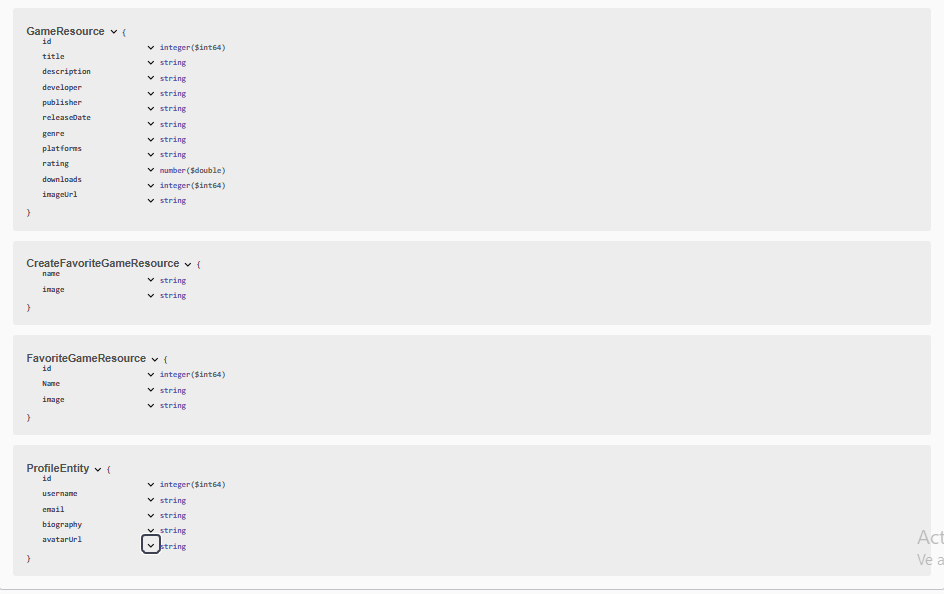 GameResource {
id integer($int64)
title string
description string
developer string
publisher string
releaseDate string
genre string
platforms string
rating number($double)
downloads integer($int64)
imageUrl string
}
CreateFavoriteGameResource {
name string
image string
}
FavoriteGameResource {
id integer($int64)
Name string
image string
}
ProfileEntity {
id integer($int64)
username string
email string
biography string
avatarUrl string
}
Act
Ve a